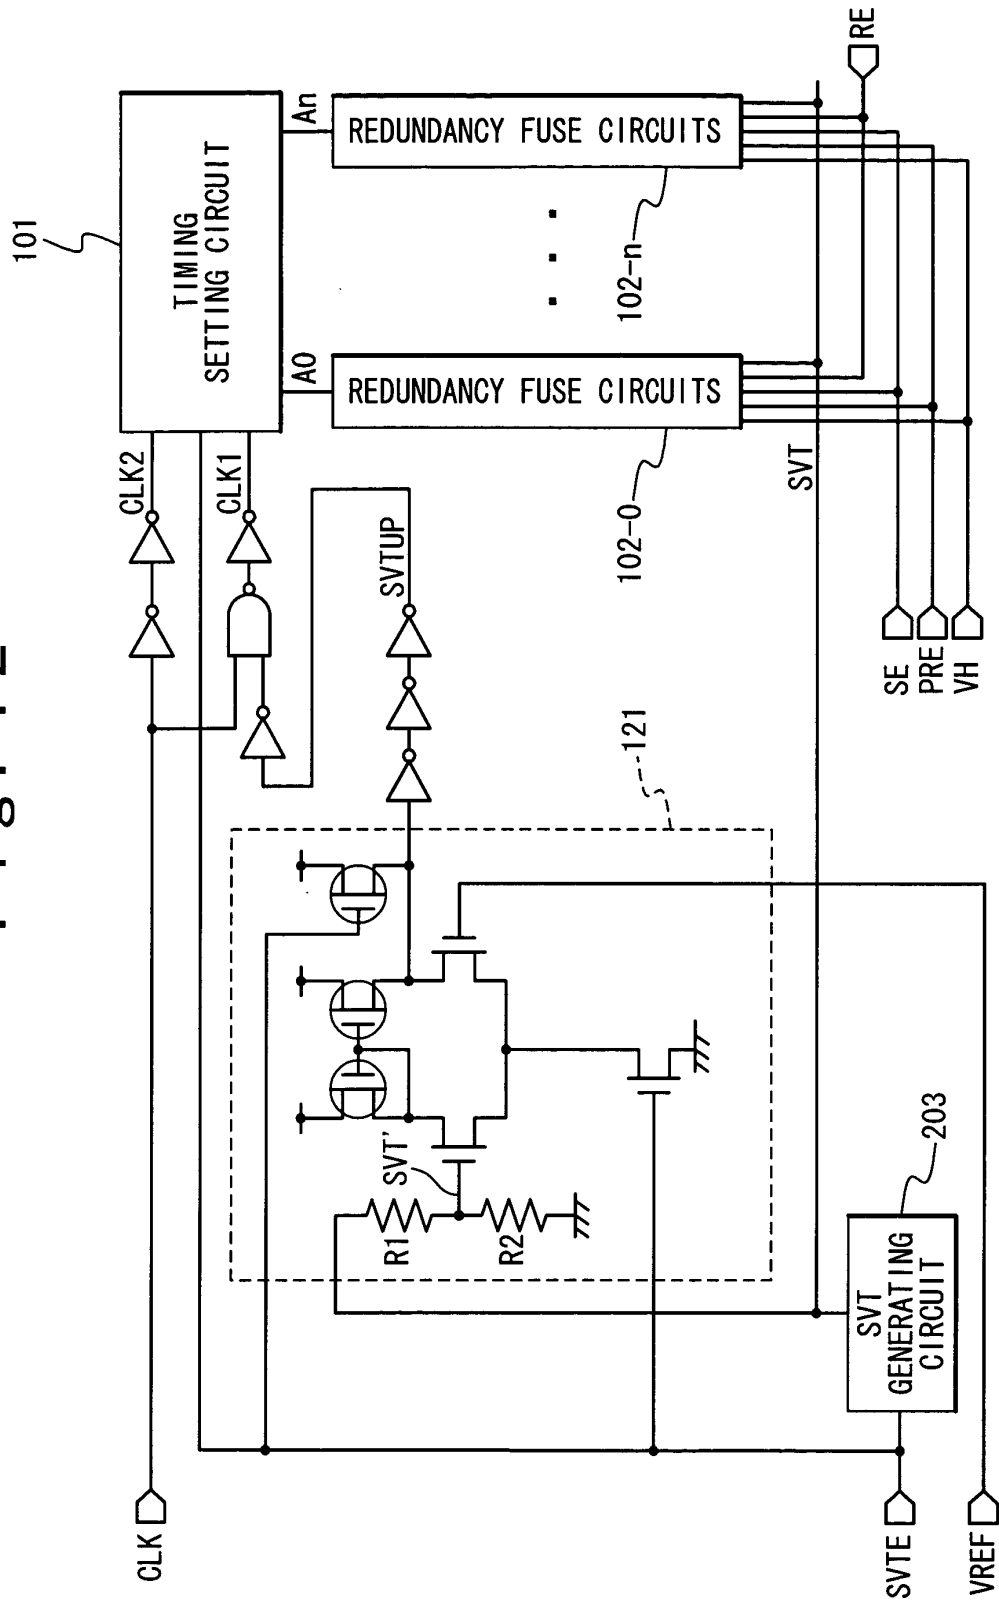 101
CLK
CLK2
TIMING
SETTING CIRCUIT
CLK1
A0
An
SVT'
R1
R2
SVTUP
REDUNDANCY FUSE CIRCUITS
REDUNDANCY FUSE CIRCUITS
121
102-0
102-n
SVT
SVT
GENERATING
CIRCUIT
203
SVTE
VREF
SE
PRE
VH
RE